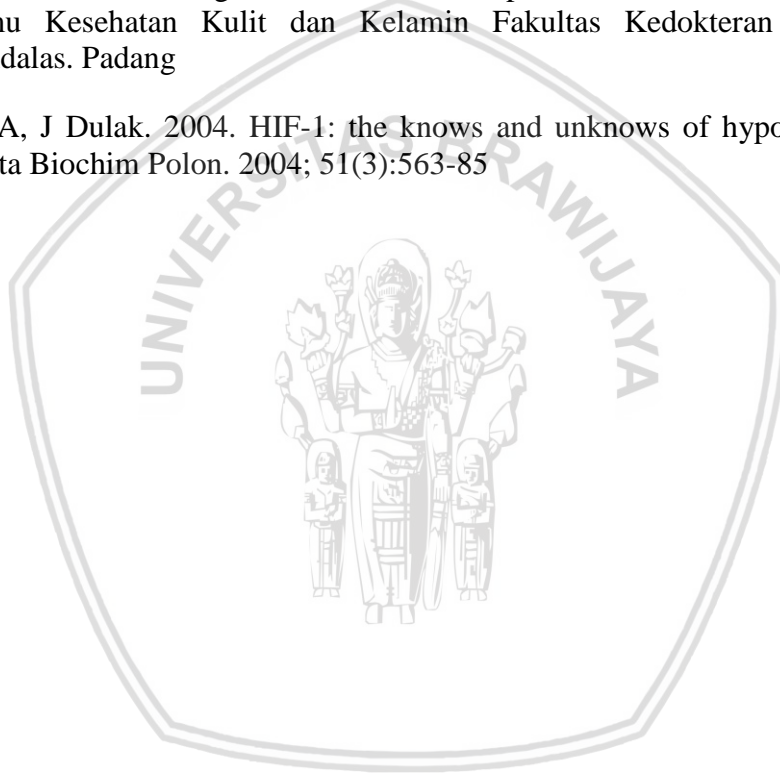 nu Kesehatan Kulit dan Kelamin Fakultas Kedokteran
dalas. Padang
A, J Dulak. 2004. HIF-1: the knows and unknows of hypo
ta Biochim Polon. 2004; 51(3):563-85
UNIVERSITAS BRAWIJAYA